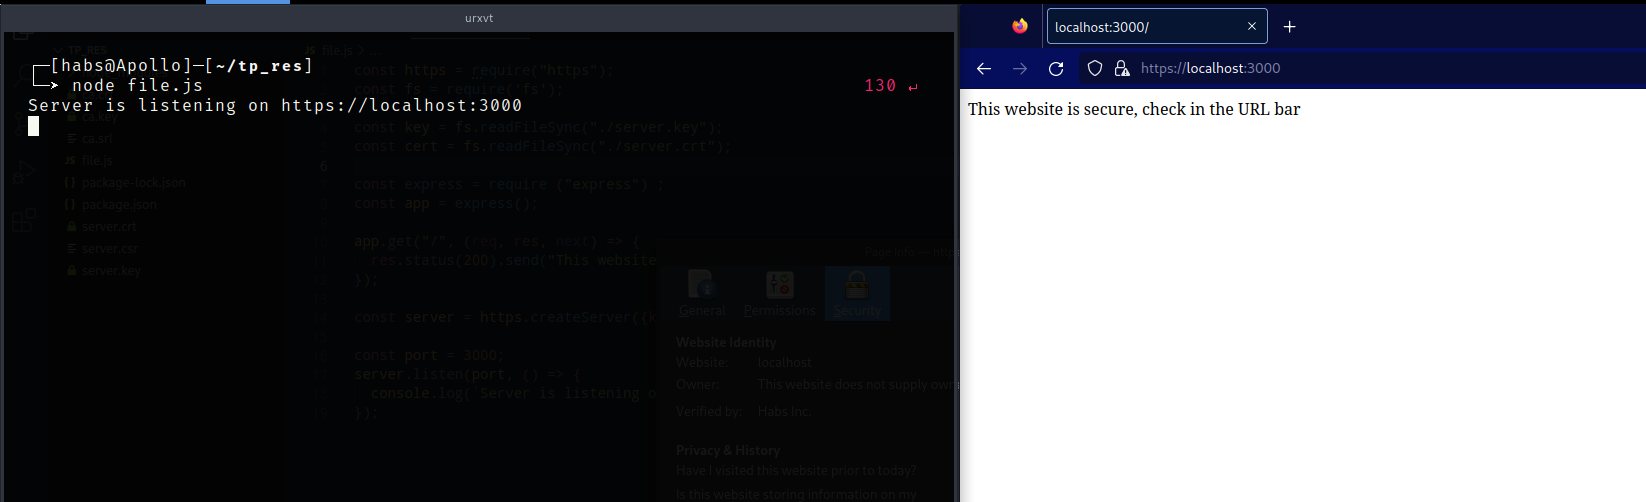 urxvt
TP_RES
file.js > ...
[habs@Apollo]─[~/tp_res]
const https = require("https");
node file.js
130 ↵
const fs = require('fs');
Server is listening on https://localhost:3000
ca.key
const key = fs.readFileSync("./server.key");
ca.srl
const cert = fs.readFileSync("./server.crt");
JS file.js
6
{} package-lock.json
const express = require ("express") ;
{} package.json
const app = express();
server.crt
server.csr
app.get("/", (req, res, next) => {
res.status(200).send("This website
server.key
});
const server = https.createServer({k
const port = 3000;
server.listen(port, () => {
console.log(`Server is listening o
});
Page Info — http
General
Permissions
Security
Website Identity
Website: localhost
Owner: This website does not supply own
Verified by: Habs Inc.
Privacy & History
Have I visited this website prior to today?
Is this website storing information on my
localhost:3000/
https://localhost:3000
This website is secure, check in the URL bar